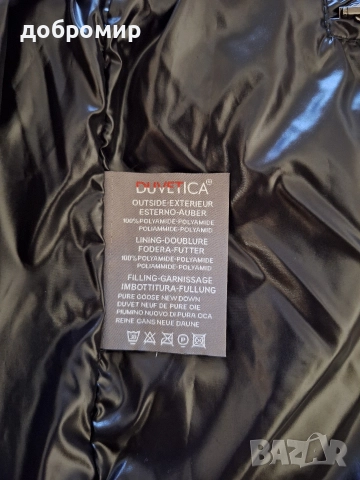 добромир
DUVETICA®
OUTSIDE-EXTERIEUR
ESTERNO-AUBER
100%POLYAMIDE-POLYAMIDE
POLIAMMIDE-POLYAMID
LINING-DOUBLURE
FODERA-FUTTER
100%POLYAMIDE-POLYAMIDE
POLIAMMIDE-POLYAMID
FILLING-GARNISSAGE
IMBOTTITURA-FULLUNG
PURE GOOSE NEW DOWN
DUVET NEUF DE PURE OIE
PIUMINO NUOVO DI PURA OCA
REINE GANS NEUE DAUNE
BAZAR.BG